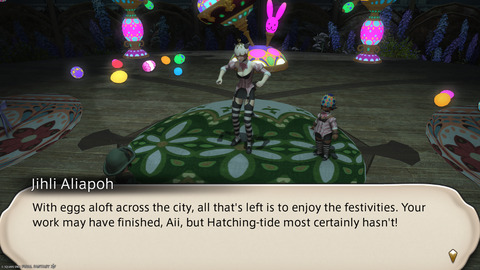 Jihli Aliapoh
With eggs aloft across the city, all that's left is to enjoy the festivities. Your
work may have finished, Aii, but Hatching-tide most certainly hasn't!